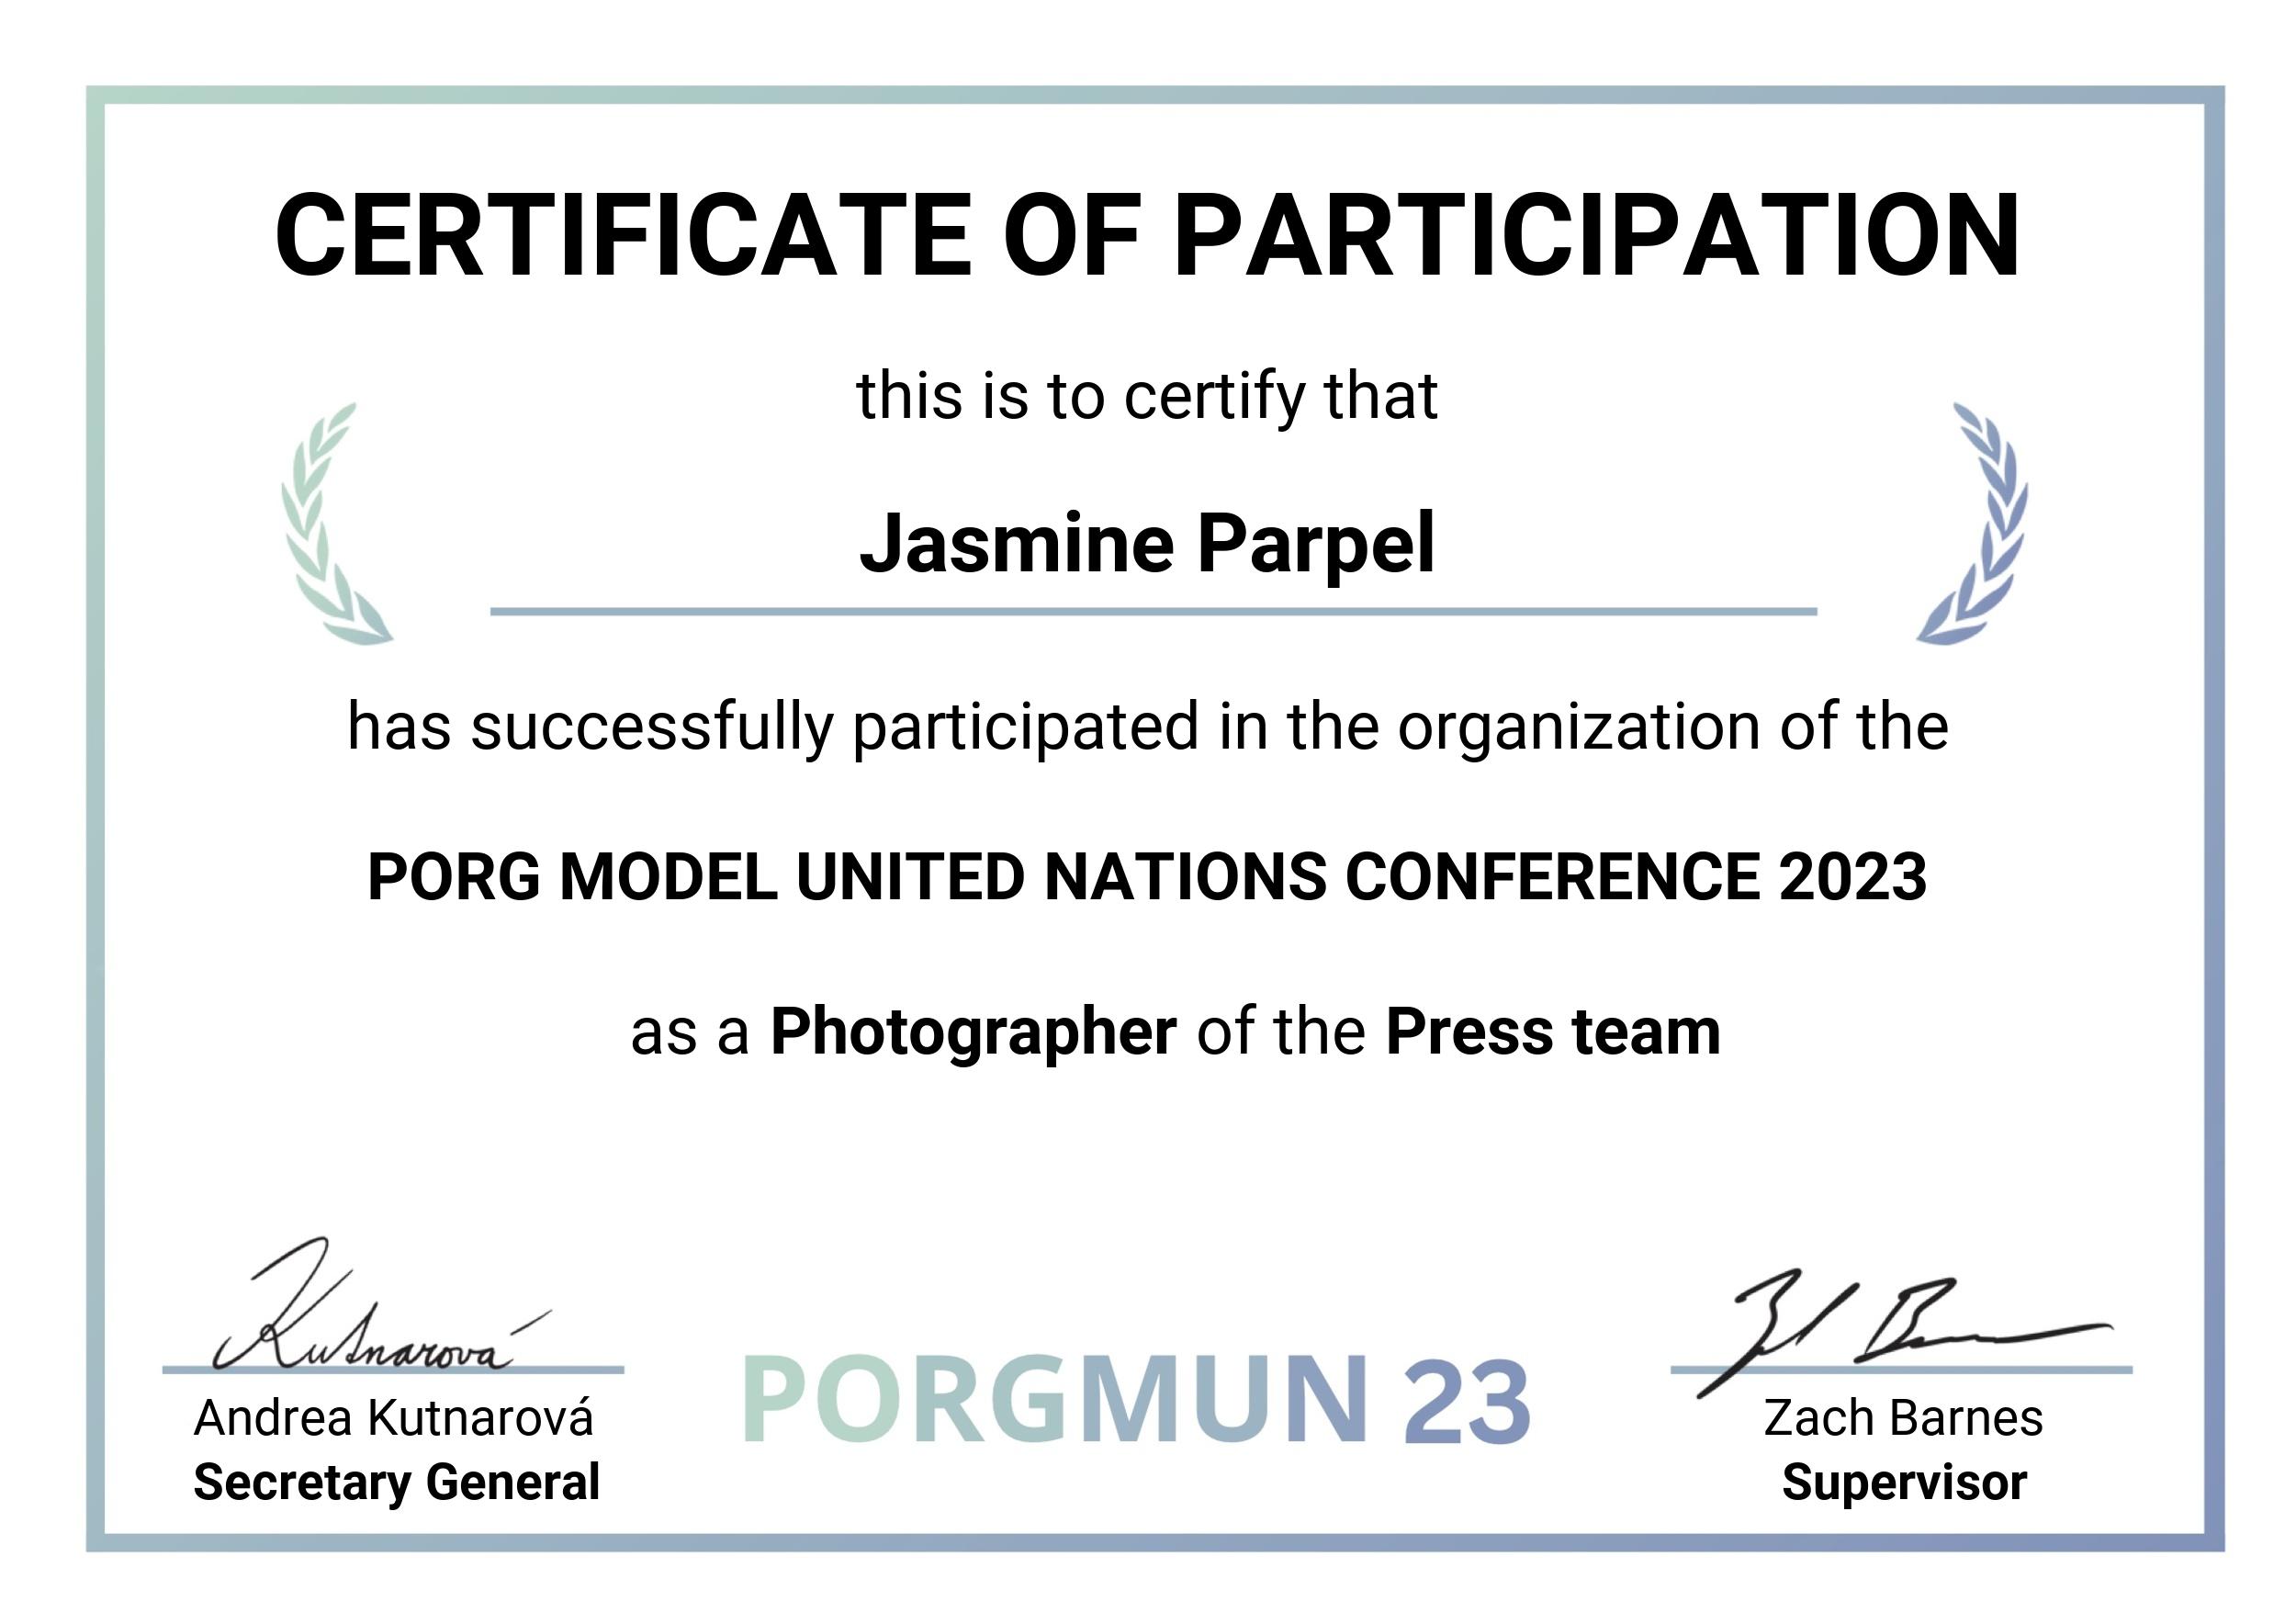 CERTIFICATE OF PARTICIPATION
this is to certify that
Jasmine Parpel
has successfully participated in the organization of the
PORG MODEL UNITED NATIONS CONFERENCE 2023
as a Photographer of the Press team
Kutnarová
Andrea Kutnarová
Secretary General
PORGMUN 23
Zach Barnes
Supervisor